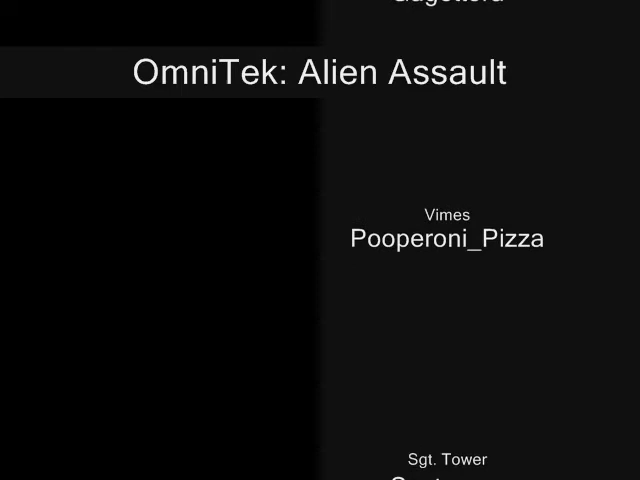 OmniTek: Alien Assault
Vimes
Pooperoni_Pizza
Sgt. Tower